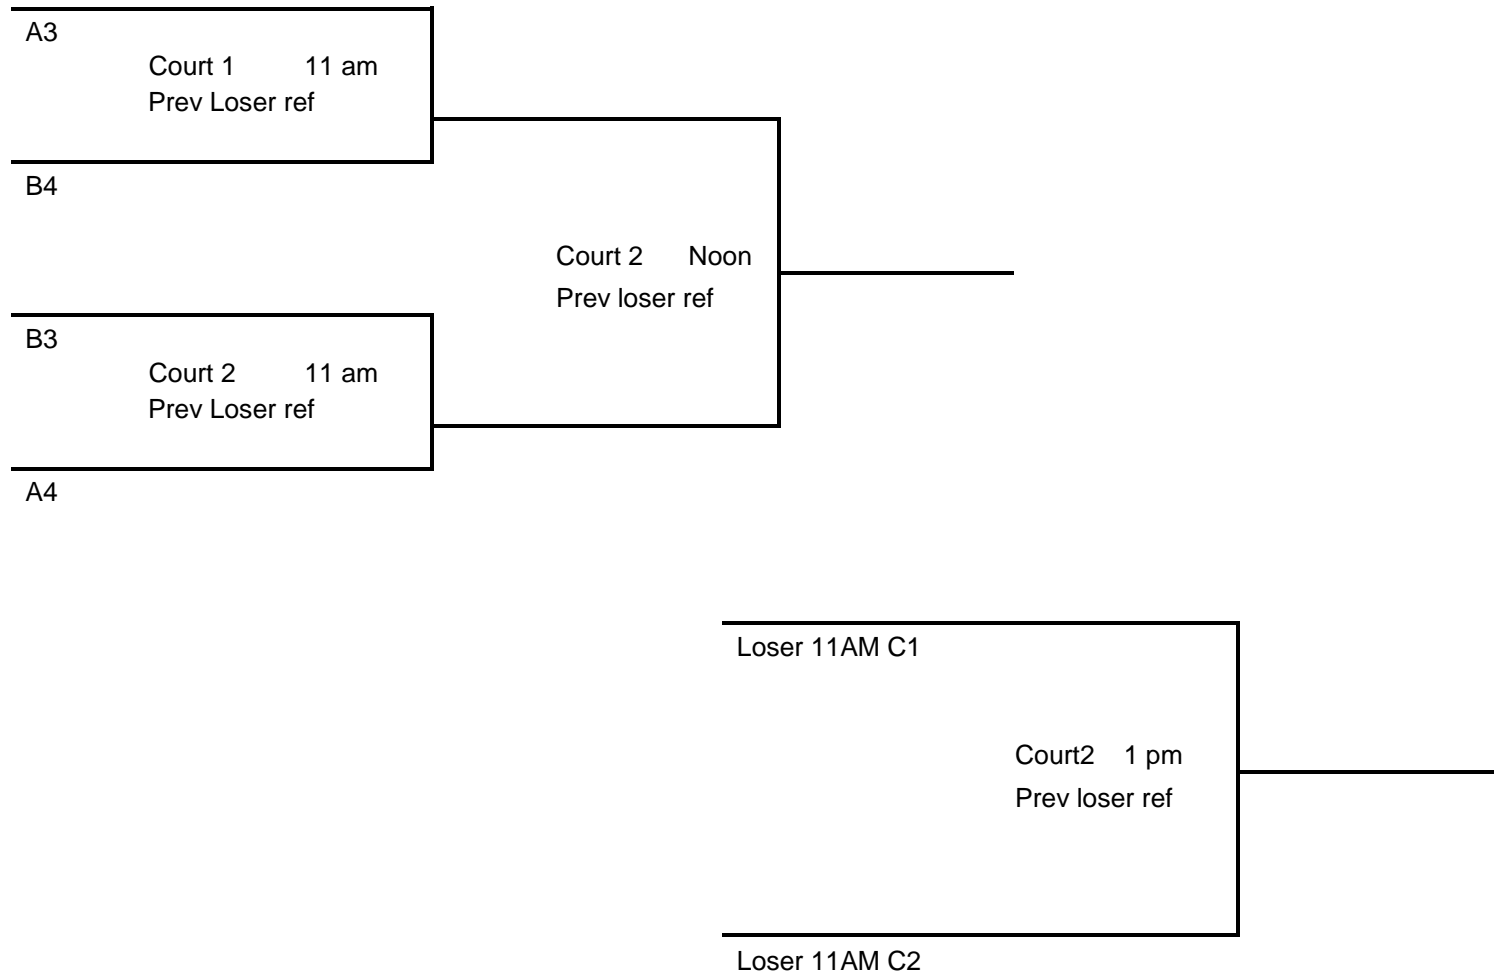 A3
Court 1 11 am
Prev Loser ref
B4
Court 2 Noon
Prev loser ref
B3
Court 2 11 am
Prev Loser ref
A4
Loser 11AM C1
Court2 1 pm
Prev loser ref
Loser 11AM C2